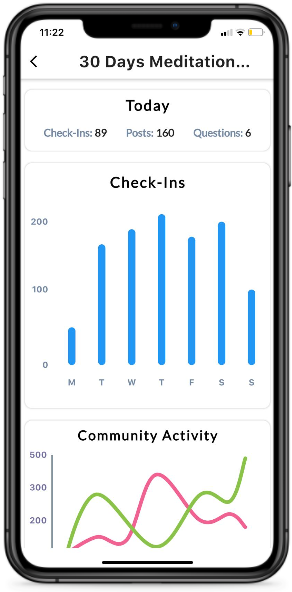 11:22
30 Days Meditation...
Today
Check-Ins: 89 Posts: 160 Questions: 6
Check-Ins
200
100
0
M T W T F S S
Community Activity
500
300
200